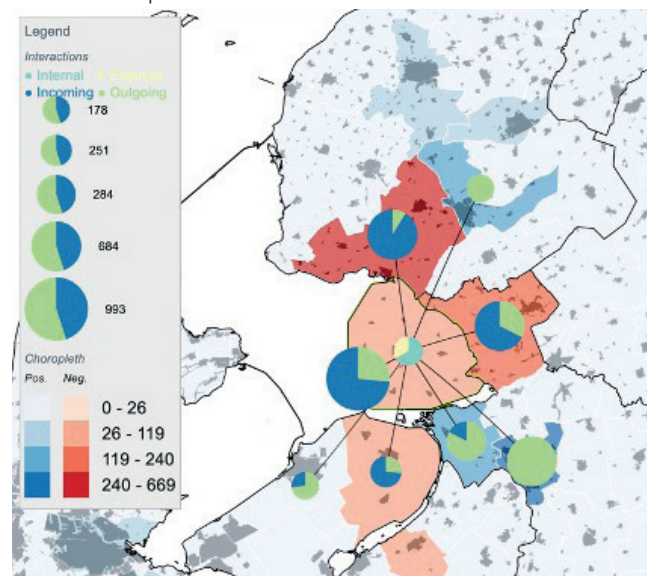 Legend
Interactions
Internal External
Incoming Outgoing
178
251
284
684
993
Choropleth
Pos. Neg.
0 - 26
26 - 119
119 - 240
240 - 669